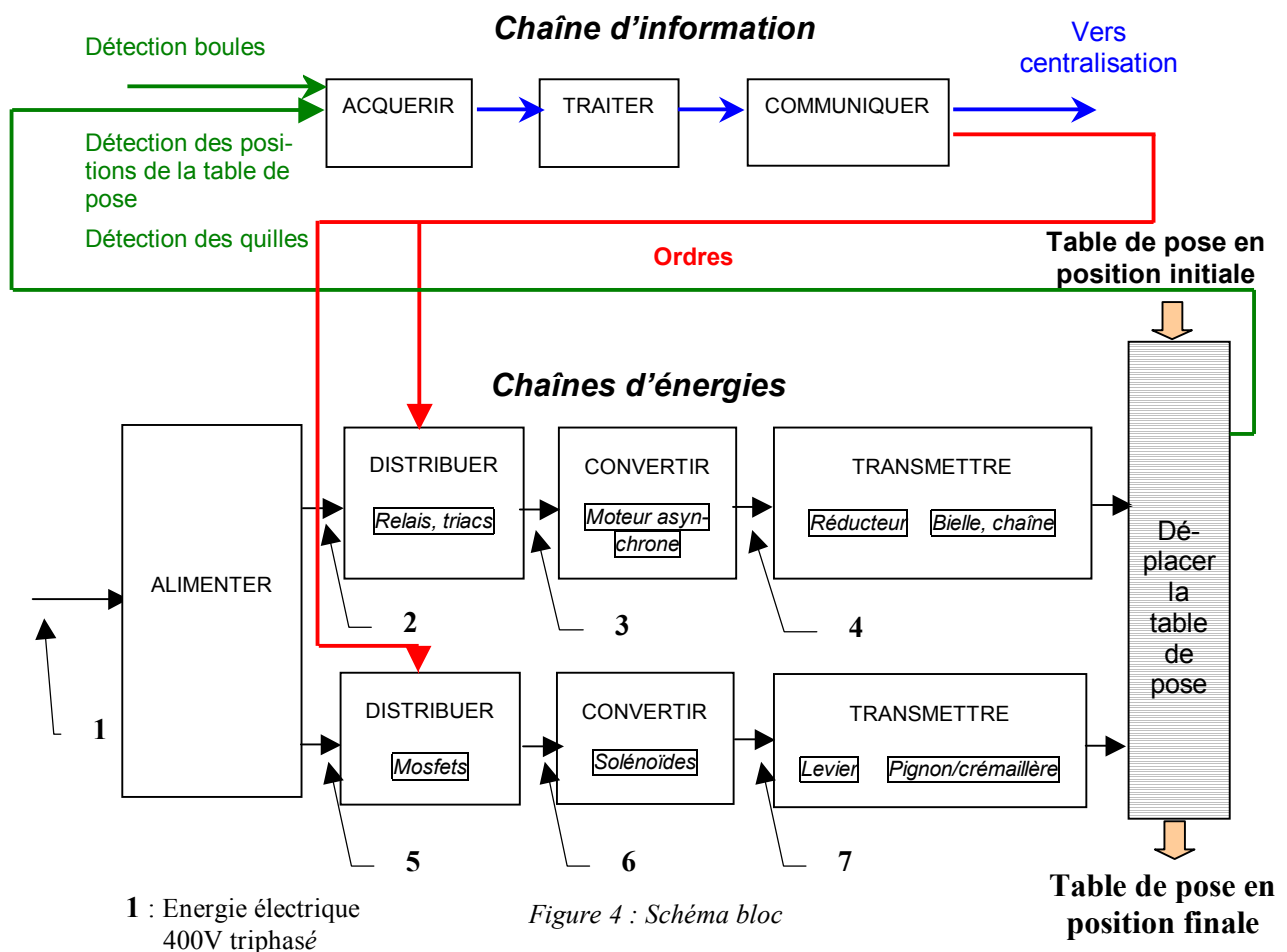 Chaîne d’information
Vers
centralisation
Détection boules
ACQUERIR
TRAITER
COMMUNIQUER
Détection des posi-
tions de la table de
pose
Détection des quilles
Ordres
Table de pose en
position initiale
Chaînes d’énergies
ALIMENTER
DISTRIBUER
Relais, triacs
CONVERTIR
Moteur asyn-
chrone
TRANSMETTRE
Réducteur
Bielle, chaîne
Dé-
placer
la
table
de
pose
2
3
4
1
DISTRIBUER
Mosfets
CONVERTIR
Solénoïdes
TRANSMETTRE
Levier
Pignon/crémaillère
5
6
7
1 : Energie électrique
400V triphasé
Figure 4 : Schéma bloc
Table de pose en
position finale